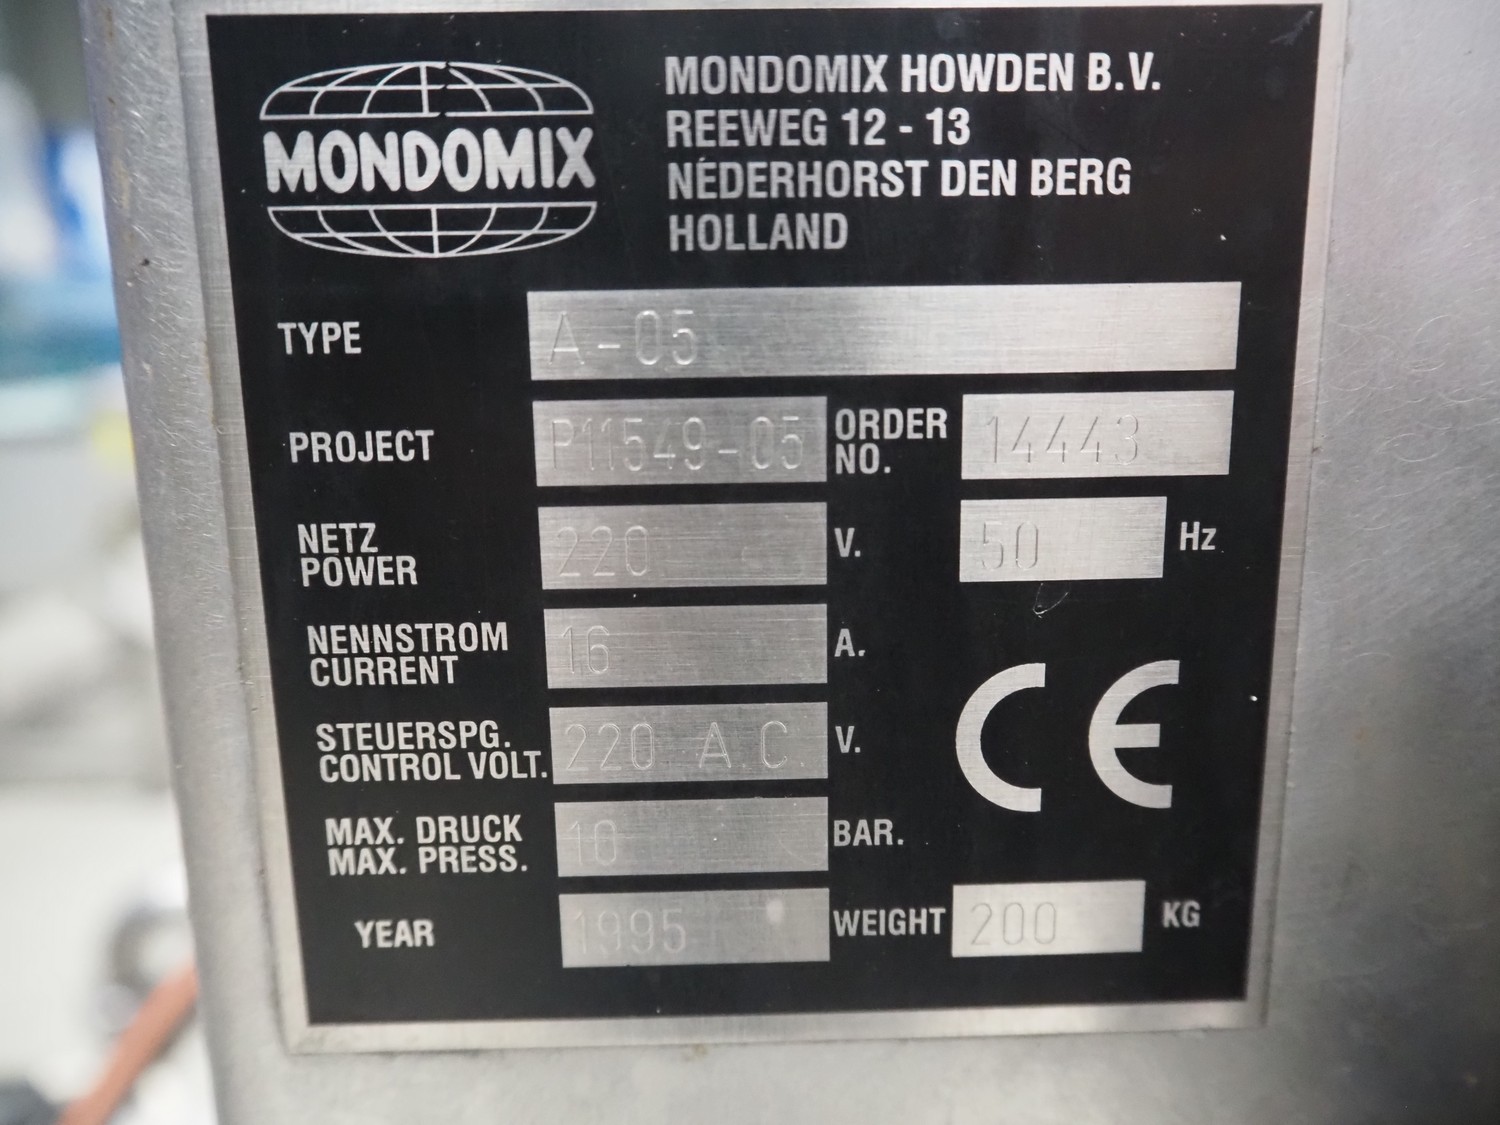 MONDOMIX
MONDOMIX HOWDEN B.V.
REEWEG 12 - 13
NEDERHORST DEN BERG
HOLLAND
TYPE A-05
PROJECT P11549-05 ORDER NO. 14443
NETZ POWER 220 V. 50 Hz
NENNSTROM CURRENT 16 A.
STEUERSPG. CONTROL VOLT. 220 A.C. V.
MAX. DRUCK MAX. PRESS. 10 BAR.
YEAR 1995 WEIGHT 200 KG
CE